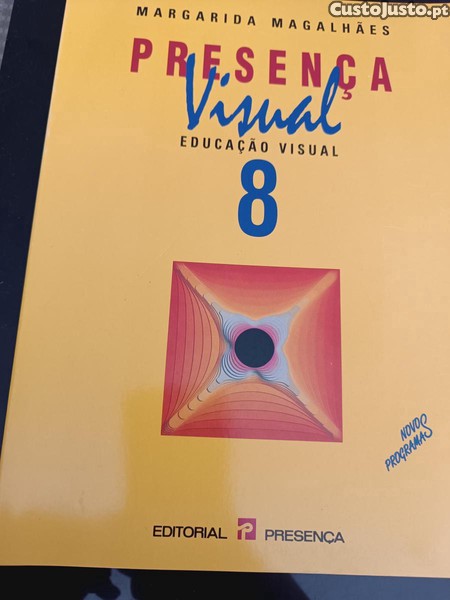 CustoJusto.pt
MARGARIDA MAGALHÃES
PRESENÇA
Visual
EDUCAÇÃO VISUAL
8
NOVOS
PROGRAMAS
EDITORIAL P PRESENÇA